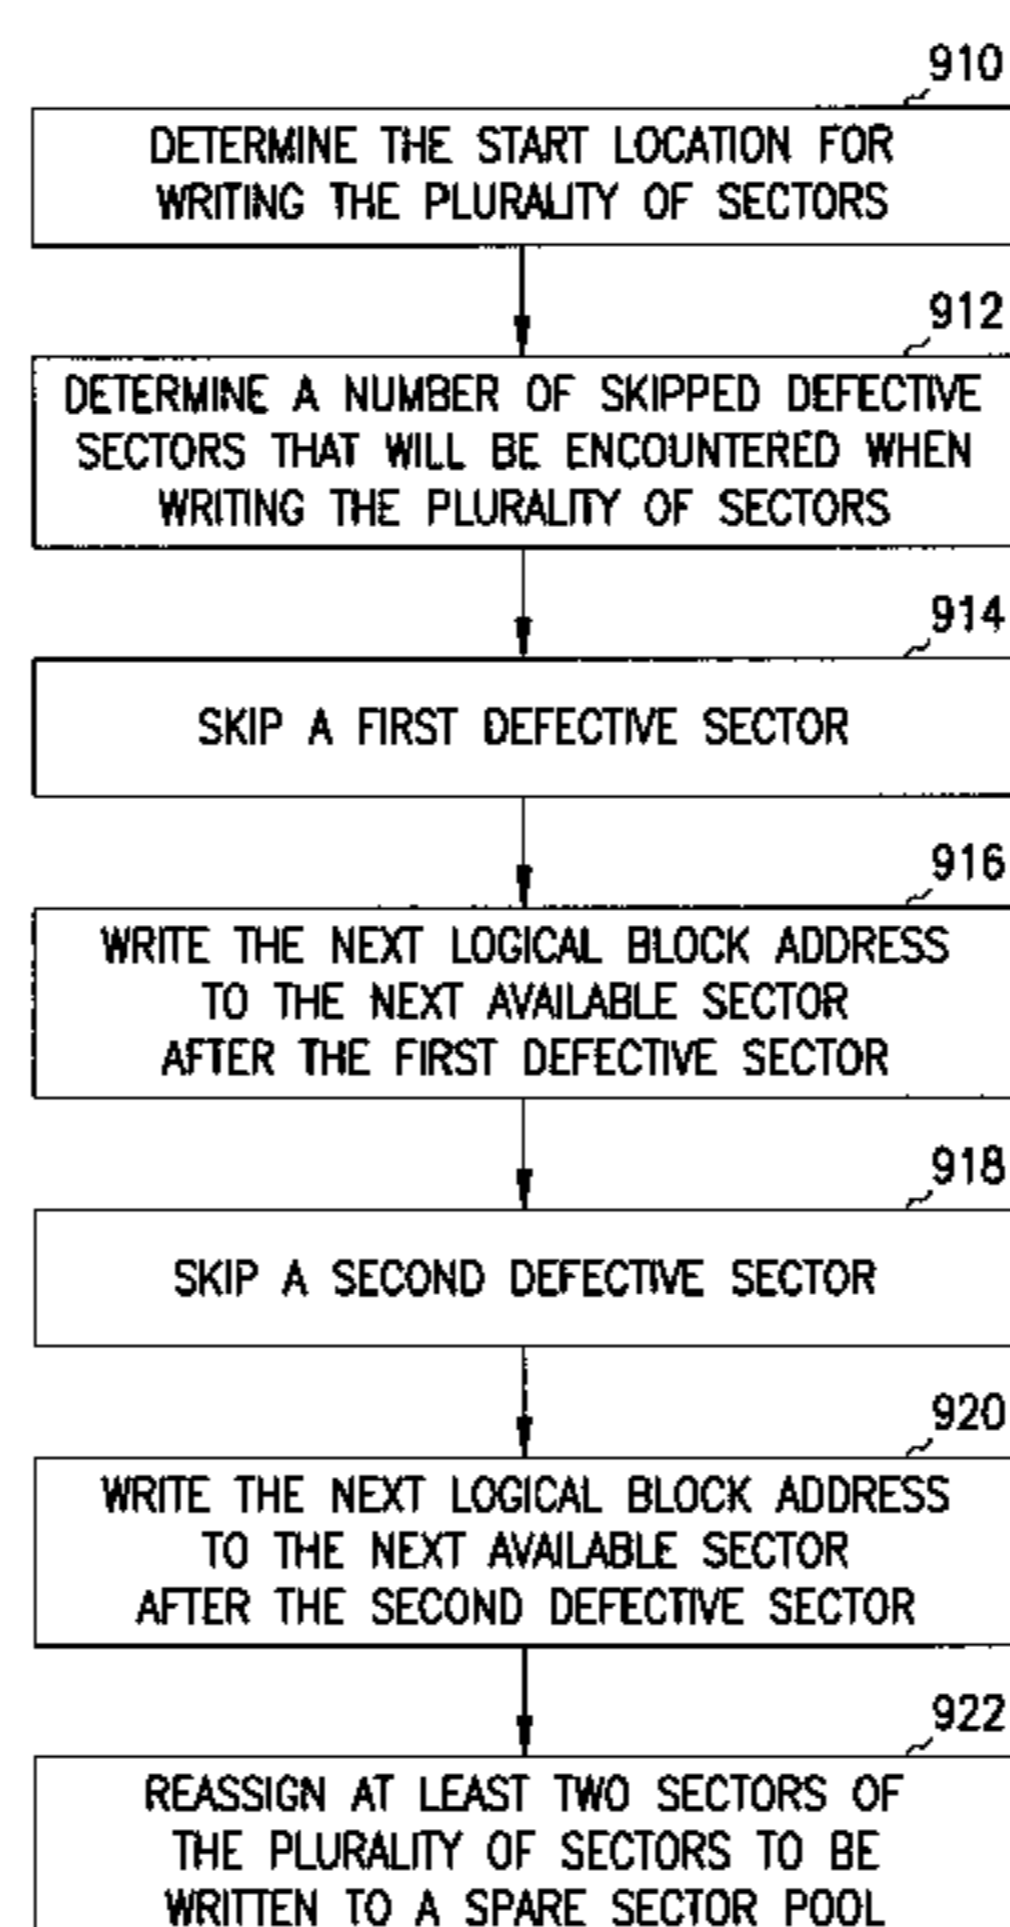 910
DETERMINE THE START LOCATION FOR
WRITING THE PLURALITY OF SECTORS
912
DETERMINE A NUMBER OF SKIPPED DEFECTIVE
SECTORS THAT WILL BE ENCOUNTERED WHEN
WRITING THE PLURALITY OF SECTORS
914
SKIP A FIRST DEFECTIVE SECTOR
916
WRITE THE NEXT LOGICAL BLOCK ADDRESS
TO THE NEXT AVAILABLE SECTOR
AFTER THE FIRST DEFECTIVE SECTOR
918
SKIP A SECOND DEFECTIVE SECTOR
920
WRITE THE NEXT LOGICAL BLOCK ADDRESS
TO THE NEXT AVAILABLE SECTOR
AFTER THE SECOND DEFECTIVE SECTOR
922
REASSIGN AT LEAST TWO SECTORS OF
THE PLURALITY OF SECTORS TO BE
WRITTEN TO A SPARE SECTOR POOL